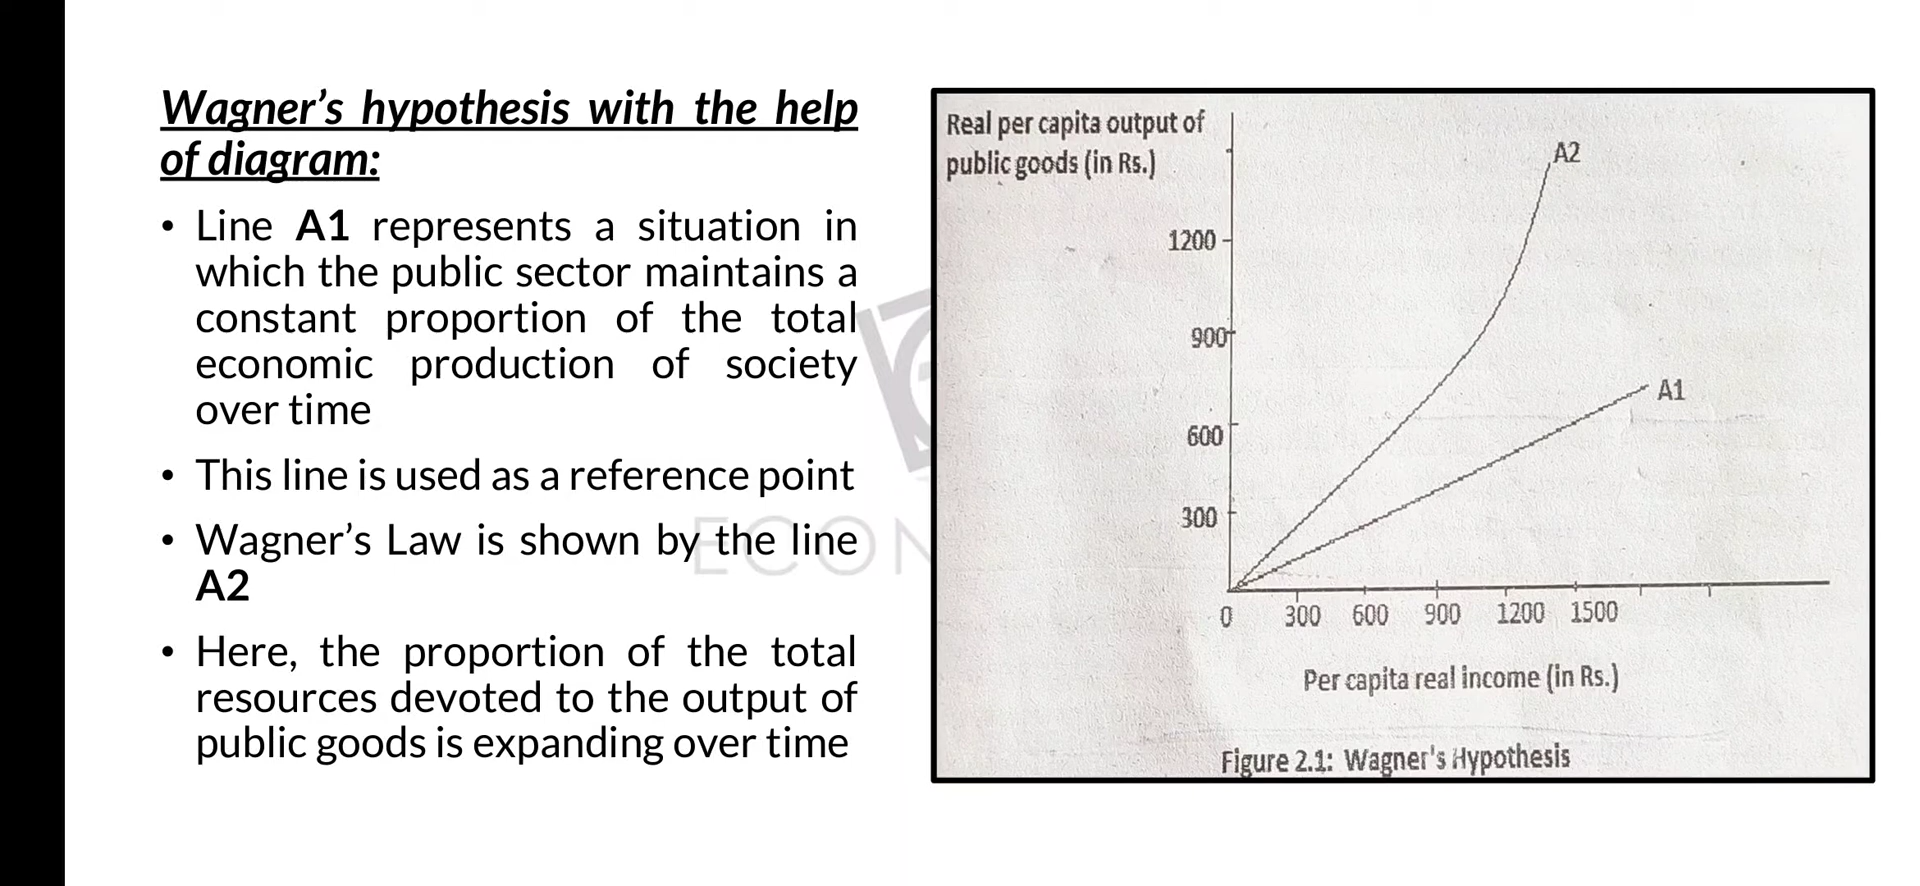 Wagner’s hypothesis with the help
of diagram:
• Line A1 represents a situation in
which the public sector maintains a
constant proportion of the total
economic production of society
over time
• This line is used as a reference point
• Wagner’s Law is shown by the line
A2
• Here, the proportion of the total
resources devoted to the output of
public goods is expanding over time
ECON
Real per capita output of
public goods (in Rs.)
A2
1200
900
A1
600
300
0 300 600 900 1200 1500
Per capita real income (in Rs.)
Figure 2.1: Wagner's Hypothesis